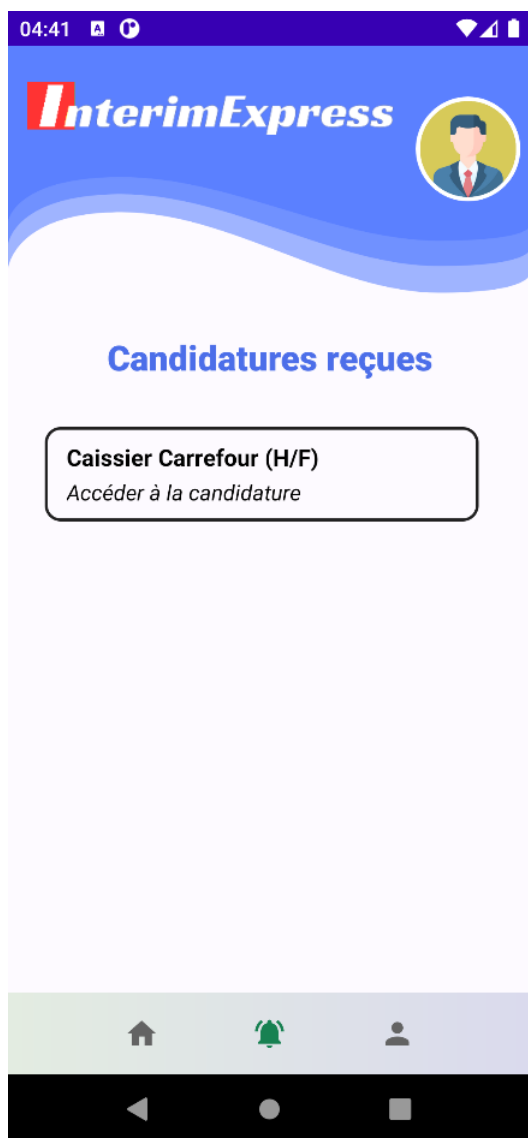 04:41
InterimExpress
Candidatures reçues
Caissier Carrefour (H/F)
Accéder à la candidature